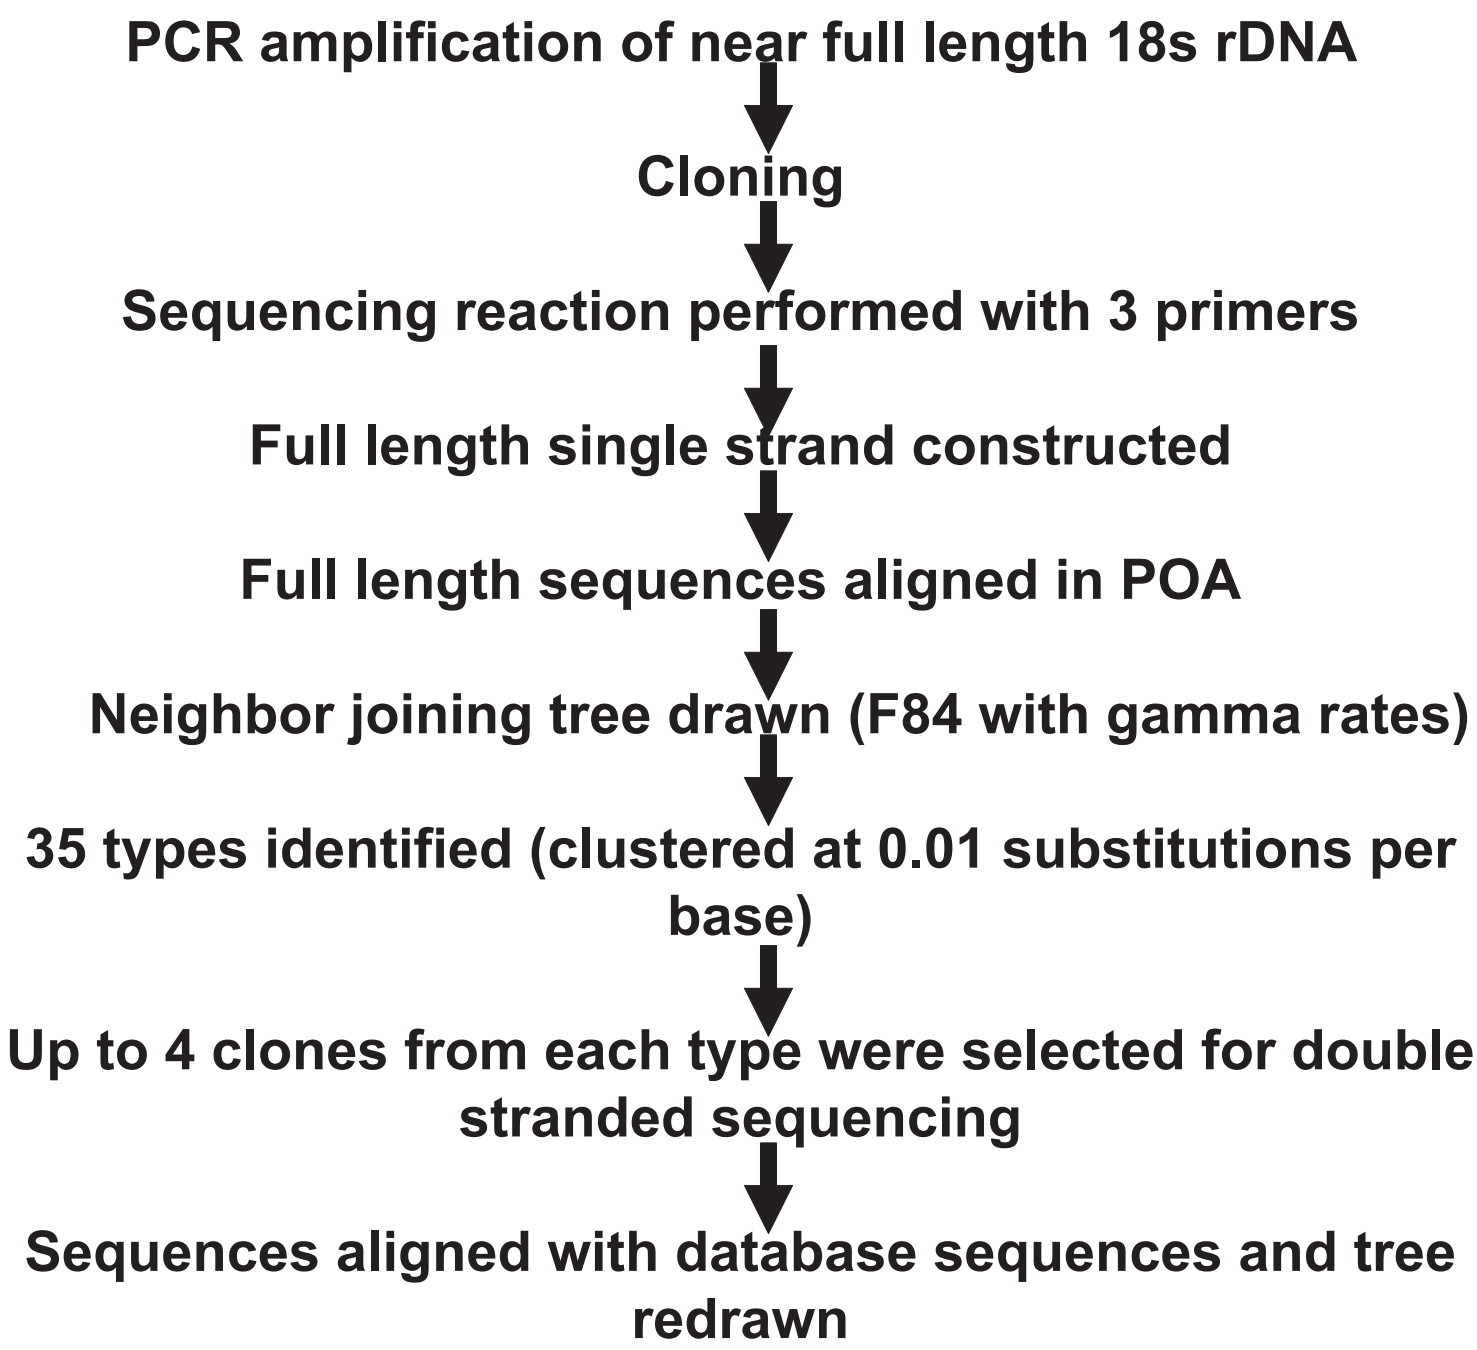 PCR amplification of near full length 18s rDNA
Cloning
Sequencing reaction performed with 3 primers
Full length single strand constructed
Full length sequences aligned in POA
Neighbor joining tree drawn (F84 with gamma rates)
35 types identified (clustered at 0.01 substitutions per
base)
Up to 4 clones from each type were selected for double
stranded sequencing
Sequences aligned with database sequences and tree
redrawn